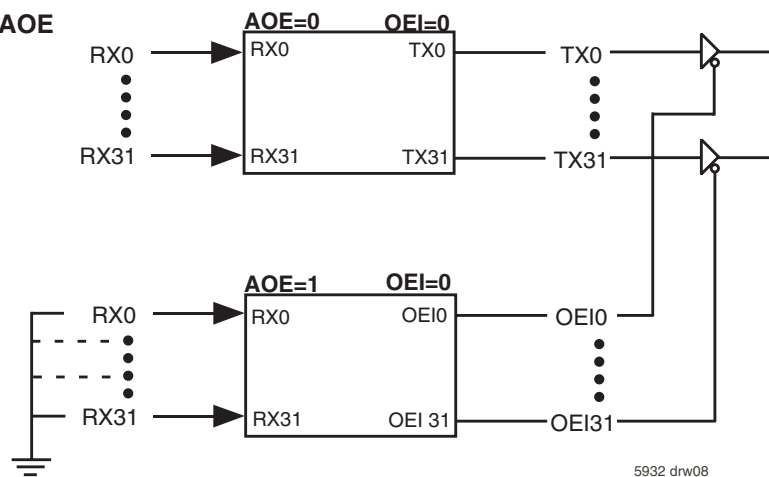 AOE
AOE=0 OEI=0
RX0 RX0 TX0 TX0
RX31 RX31 TX31 TX31
AOE=1 OEI=0
RX0 RX0 OEI0 OEI0
RX31 RX31 OEI 31 OEI31
5932 drw08